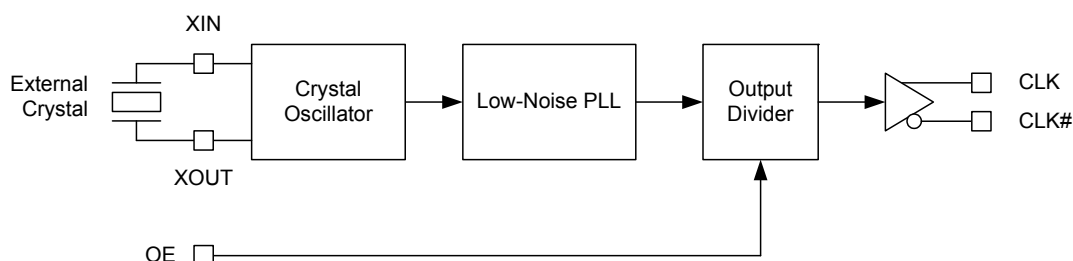 XIN
External
Crystal
XOUT
Crystal
Oscillator
Low-Noise PLL
Output
Divider
CLK
CLK#
OE